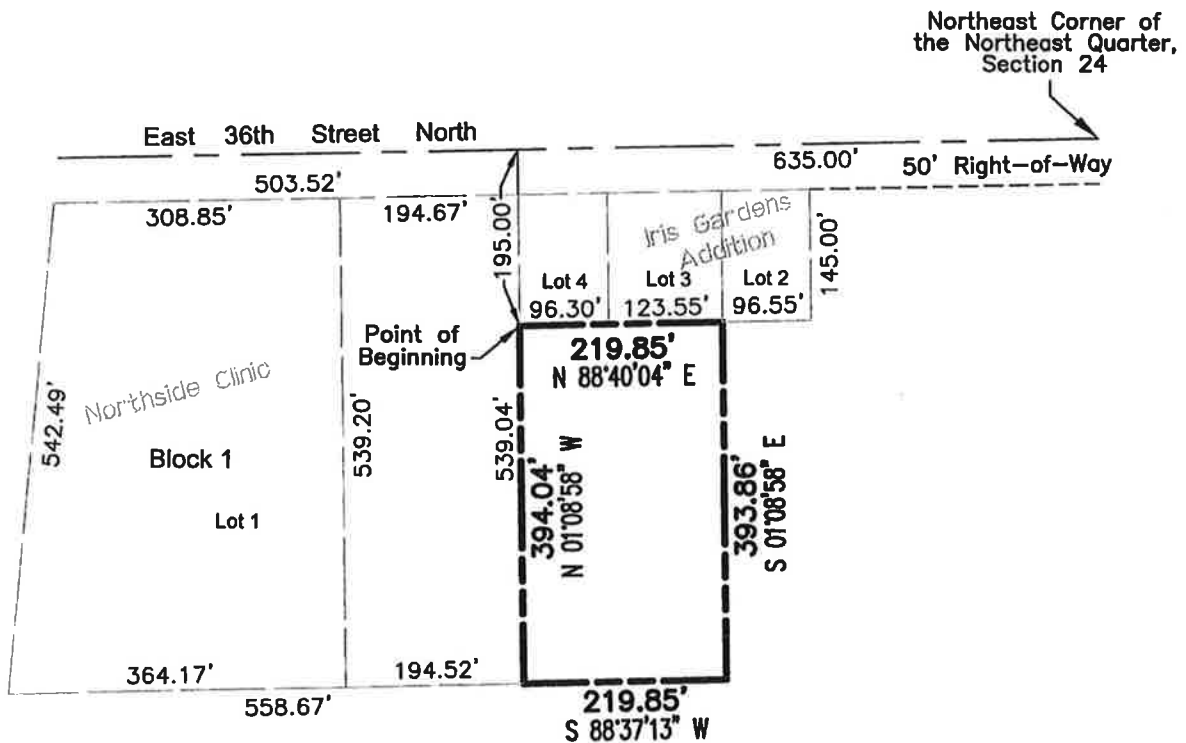 Northeast Corner of
the Northeast Quarter,
Section 24
East 36th Street North
635.00'
50' Right-of-Way
503.52'
308.85'
194.67'
195.00'
Iris Gardens
Addition
145.00'
Lot 4
Lot 3
Lot 2
96.30'
123.55'
96.55'
Point of
Beginning
219.85'
N 88°40'04" E
Northside Clinic
542.49'
Block 1
539.20'
539.04'
394.04'
N 01°08'58" W
393.86'
S 01°08'58" E
Lot 1
364.17'
194.52'
558.67'
219.85'
S 88°37'13" W